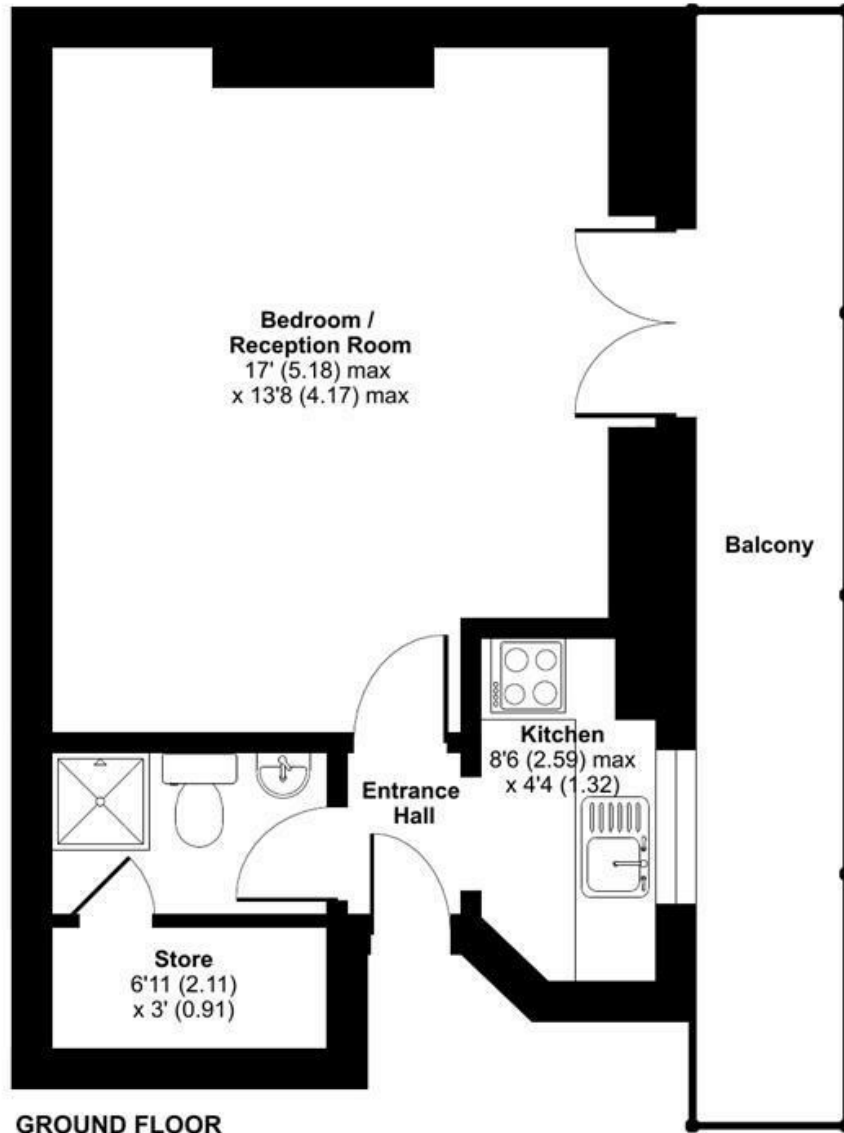 Bedroom /
Reception Room
17' (5.18) max
x 13'8 (4.17) max
Balcony
Kitchen
8'6 (2.59) max
x 4'4 (1.32)
Entrance
Hall
Store
6'11 (2.11)
x 3' (0.91)
GROUND FLOOR